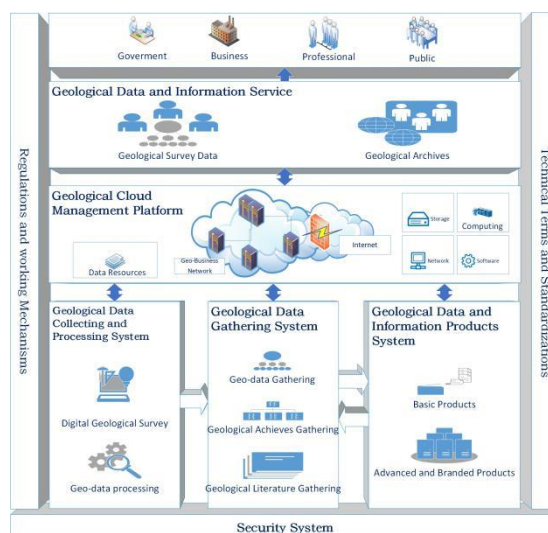 Goverment
Business
Professional
Public
Geological Data and Information Service
Geological Survey Data
Geological Archives
Geological Cloud
Management Platform
Data Resources
Geo-Business
Network
Internet
Storage
Computing
Network
Software
Geological Data
Collecting and
Processing System
Digital Geological Survey
Geo-data processing
Geological Data
Gathering System
Geo-data Gathering
Geological Achieves Gathering
Geological Literature Gathering
Geological Data and
Information Products
System
Basic Products
Advanced and Branded Products
Regulations and working Mechanisms
Technical Terms and Standardizations
Security System